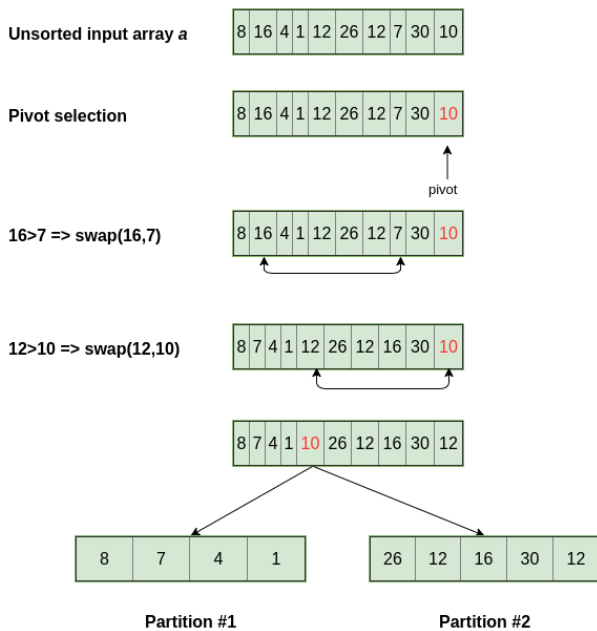 Unsorted input array a
8 16 4 1 12 26 12 7 30 10
Pivot selection
8 16 4 1 12 26 12 7 30 10
pivot
16>7 => swap(16,7)
8 16 4 1 12 26 12 7 30 10
12>10 => swap(12,10)
8 7 4 1 12 26 12 16 30 10
8 7 4 1 10 26 12 16 30 12
8 7 4 1
26 12 16 30 12
Partition #1
Partition #2